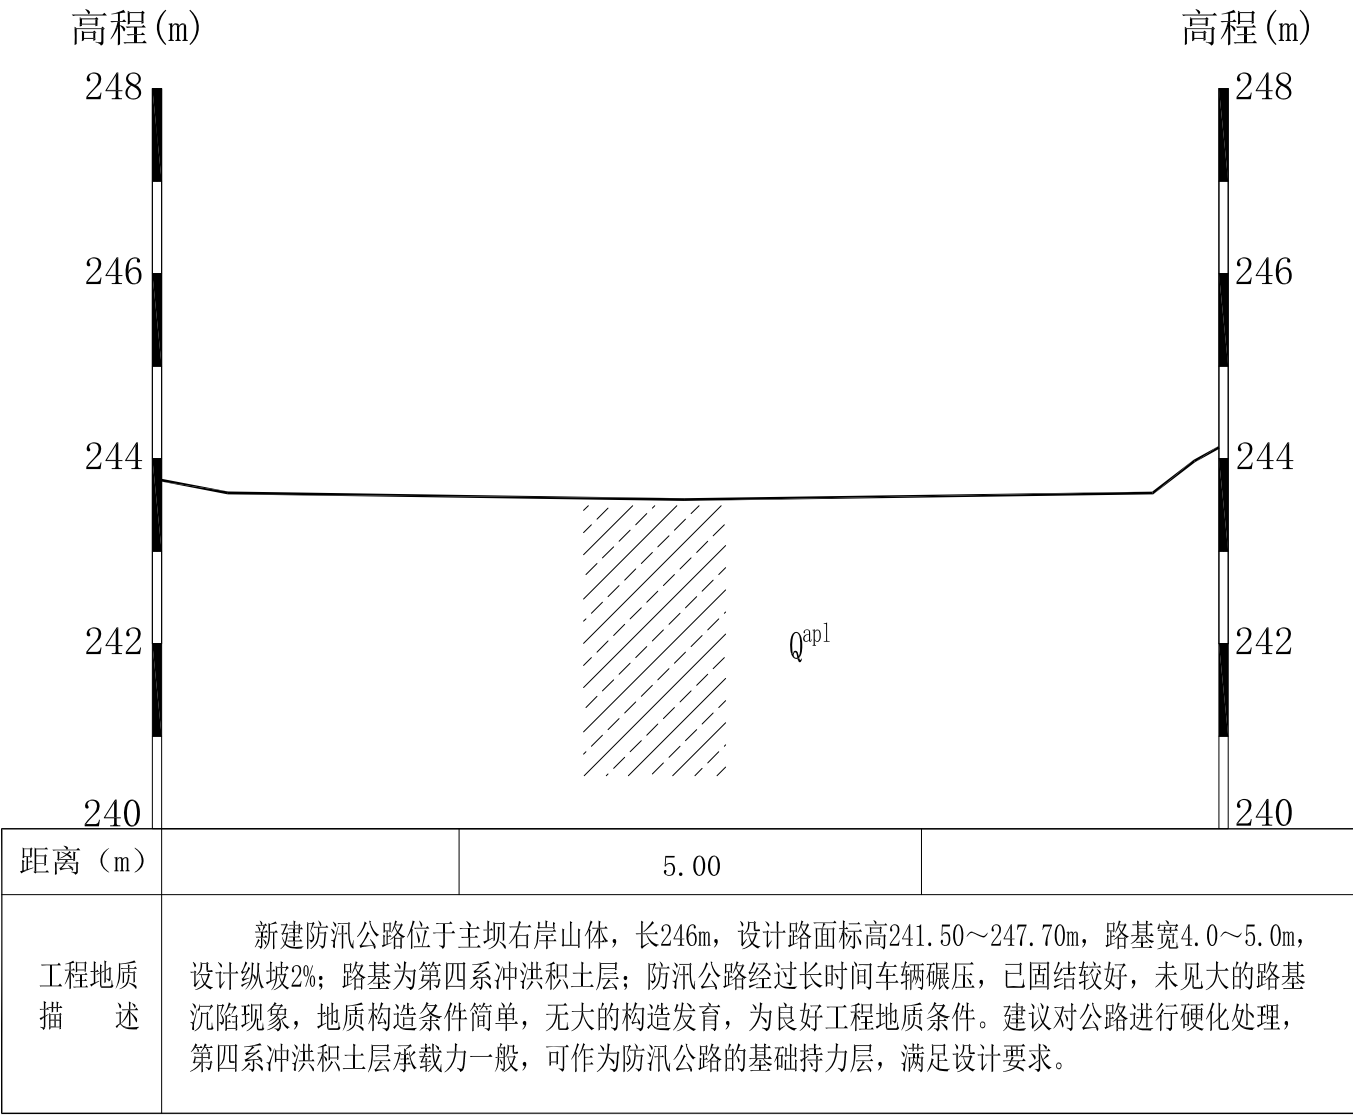 高程(m) 高程(m)
248 248
246 246
244 244
242 242
Qapl
240 240
距离（m） 5.00
新建防汛公路位于主坝右岸山体，长246m，设计路面标高241.50～247.70m，路基宽4.0～5.0m，
设计纵坡2%；路基为第四系冲洪积土层；防汛公路经过长时间车辆碾压，已固结较好，未见大的路基
工程地质
描 述
沉陷现象，地质构造条件简单，无大的构造发育，为良好工程地质条件。建议对公路进行硬化处理，
第四系冲洪积土层承载力一般，可作为防汛公路的基础持力层，满足设计要求。